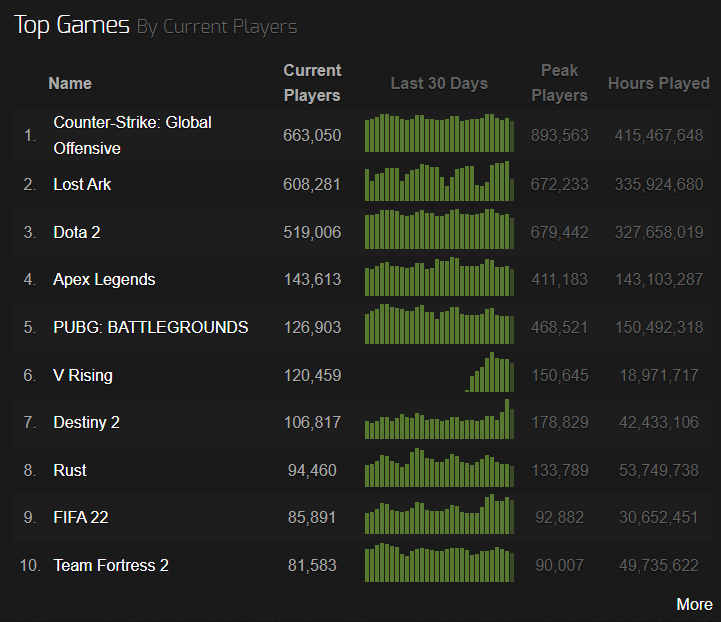 Top Games By Current Players
Name Current Players Last 30 Days Peak Players Hours Played
1. Counter-Strike: Global Offensive 663,050 893,563 415,467,648
2. Lost Ark 608,281 672,233 335,924,680
3. Dota 2 519,006 679,442 327,658,019
4. Apex Legends 143,613 411,183 143,103,287
5. PUBG: BATTLEGROUNDS 126,903 468,521 150,492,318
6. V Rising 120,459 150,645 18,971,717
7. Destiny 2 106,817 178,829 42,433,106
8. Rust 94,460 133,789 53,749,738
9. FIFA 22 85,891 92,882 30,652,451
10. Team Fortress 2 81,583 90,007 49,735,622
More